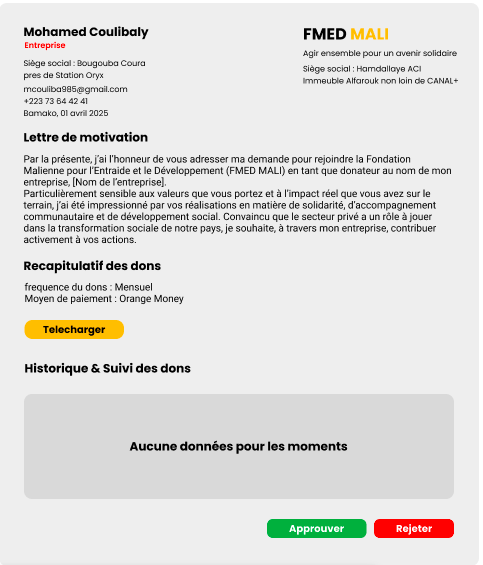 Mohamed Coulibaly
Entreprise
Siège social : Bougouba Coura
pres de Station Oryx
mcouliba985@gmail.com
+223 73 64 42 41
Bamako, 01 avril 2025
FMED MALI
Agir ensemble pour un avenir solidaire
Siège social : Hamdallaye ACI
Immeuble Alfarouk non loin de CANAL+
Lettre de motivation
Par la présente, j'ai l'honneur de vous adresser ma demande pour rejoindre la Fondation
Malienne pour l'Entraide et le Développement (FMED MALI) en tant que donateur au nom de mon
entreprise, [Nom de l'entreprise].
Particulièrement sensible aux valeurs que vous portez et à l'impact réel que vous avez sur le
terrain, j'ai été impressionné par vos réalisations en matière de solidarité, d'accompagnement
communautaire et de développement social. Convaincu que le secteur privé a un rôle à jouer
dans la transformation sociale de notre pays, je souhaite, à travers mon entreprise, contribuer
activement à vos actions.
Recapitulatif des dons
frequence du dons : Mensuel
Moyen de paiement : Orange Money
Telecharger
Historique & Suivi des dons
Aucune données pour les moments
Approuver
Rejeter